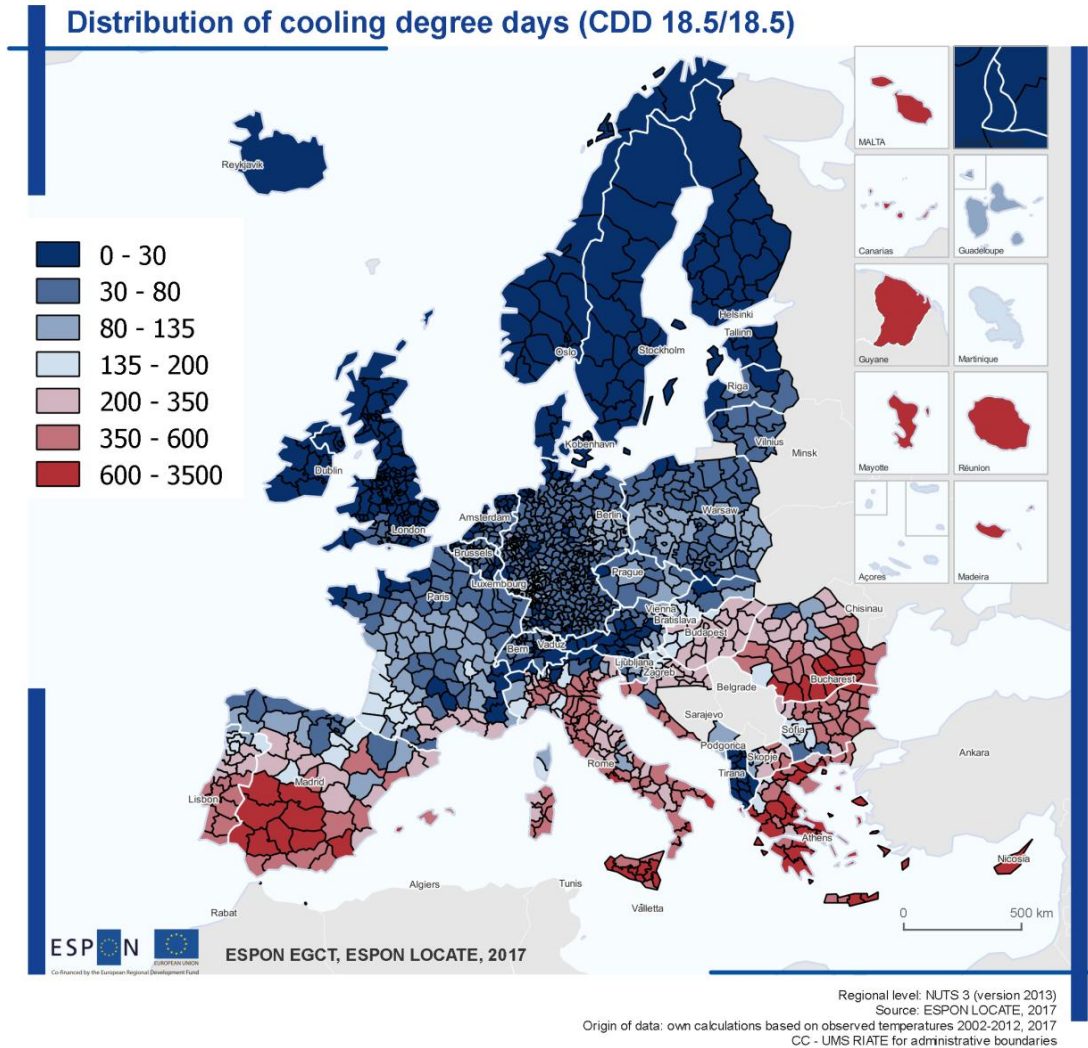 Distribution of cooling degree days (CDD 18.5/18.5)
MALTA
Reykjavík
Canarias
Guadeloupe
0 - 30
30 - 80
80 - 135
135 - 200
200 - 350
350 - 600
600 - 3500
Helsinki
Tallinn
Oslo
Stockholm
Guyane
Martinique
Riga
København
Vilnius
Minsk
Dublin
Mayotte
Réunion
Amsterdam
Berlin
Warsaw
London
Brussels
Açores
Madeira
Luxembourg
Prague
Paris
Chisinau
Vienna
Bratislava
Budapest
Bern
Vaduz
Ljubljana
Zagreb
Bucharest
Belgrade
Sarajevo
Sofia
Podgorica
Skopje
Ankara
Rome
Tirana
Madrid
Lisbon
Athens
Nicosia
Algiers
Tunis
Valletta
Rabat
0 500 km
ESPON
EUROPEAN UNION
Co-financed by the European Regional Development Fund
ESPON EGCT, ESPON LOCATE, 2017
Regional level: NUTS 3 (version 2013)
Source: ESPON LOCATE, 2017
Origin of data: own calculations based on observed temperatures 2002-2012, 2017
CC - UMS RIATE for administrative boundaries